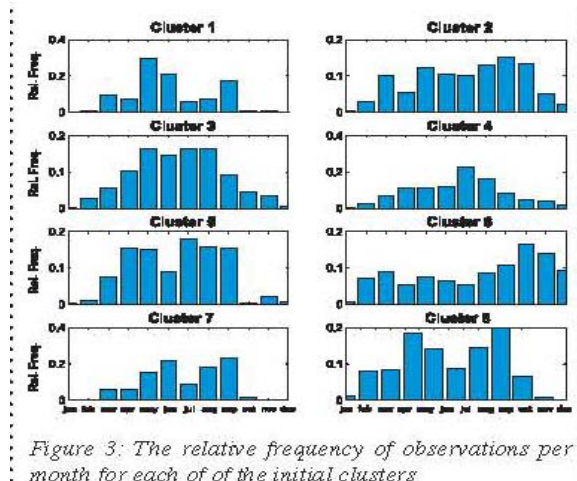 Cluster 1
Cluster 2
0.4
0.2
0
Rel. Freq.
0.2
0.1
0
Cluster 3
Cluster 4
0.2
0.1
0
Rel. Freq.
0.4
0.2
0
Cluster 5
Cluster 6
0.2
0.1
0
Rel. Freq.
0.2
0.1
0
Cluster 7
Cluster 8
0.4
0.2
0
Rel. Freq.
0.2
0.1
0
jan feb mar apr may jun jul aug sep oct nov dec
jan feb mar apr may jun jul aug sep oct nov dec
Figure 3: The relative frequency of observations per
month for each of of the initial clusters